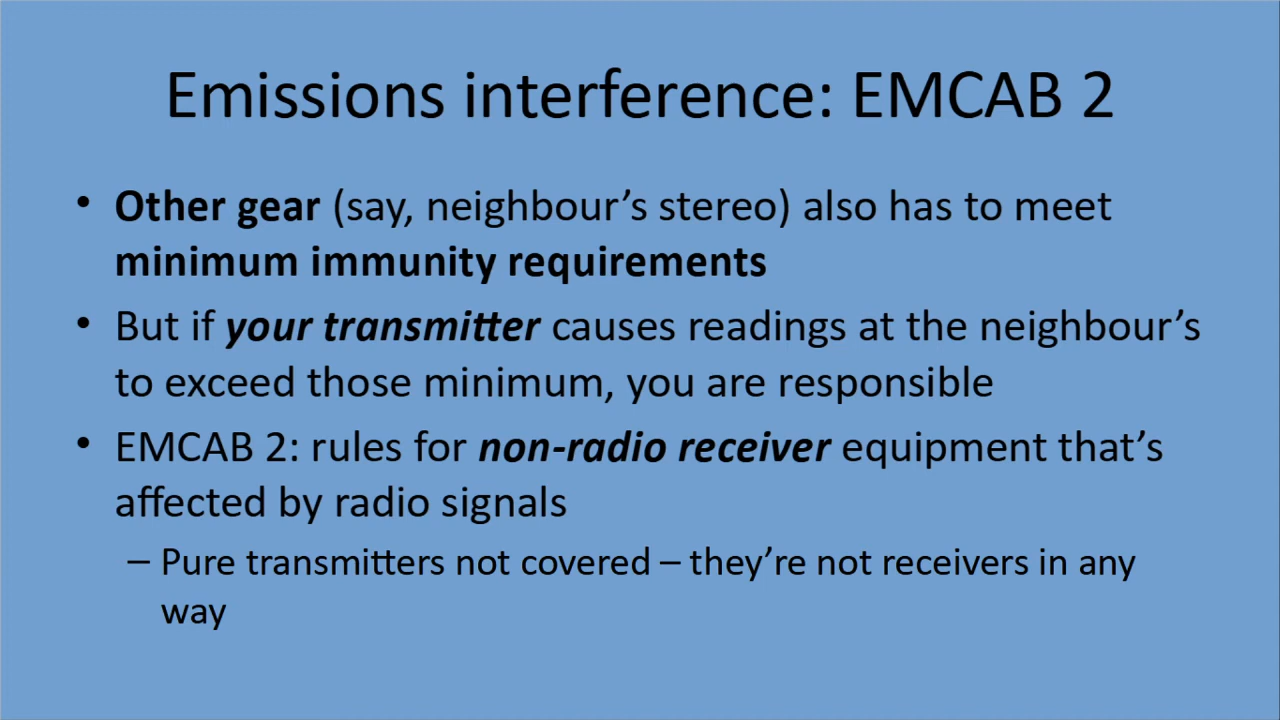 Emissions interference: EMCAB 2
• Other gear (say, neighbour’s stereo) also has to meet
minimum immunity requirements
• But if your transmitter causes readings at the neighbour’s
to exceed those minimum, you are responsible
• EMCAB 2: rules for non-radio receiver equipment that’s
affected by radio signals
– Pure transmitters not covered – they’re not receivers in any
way